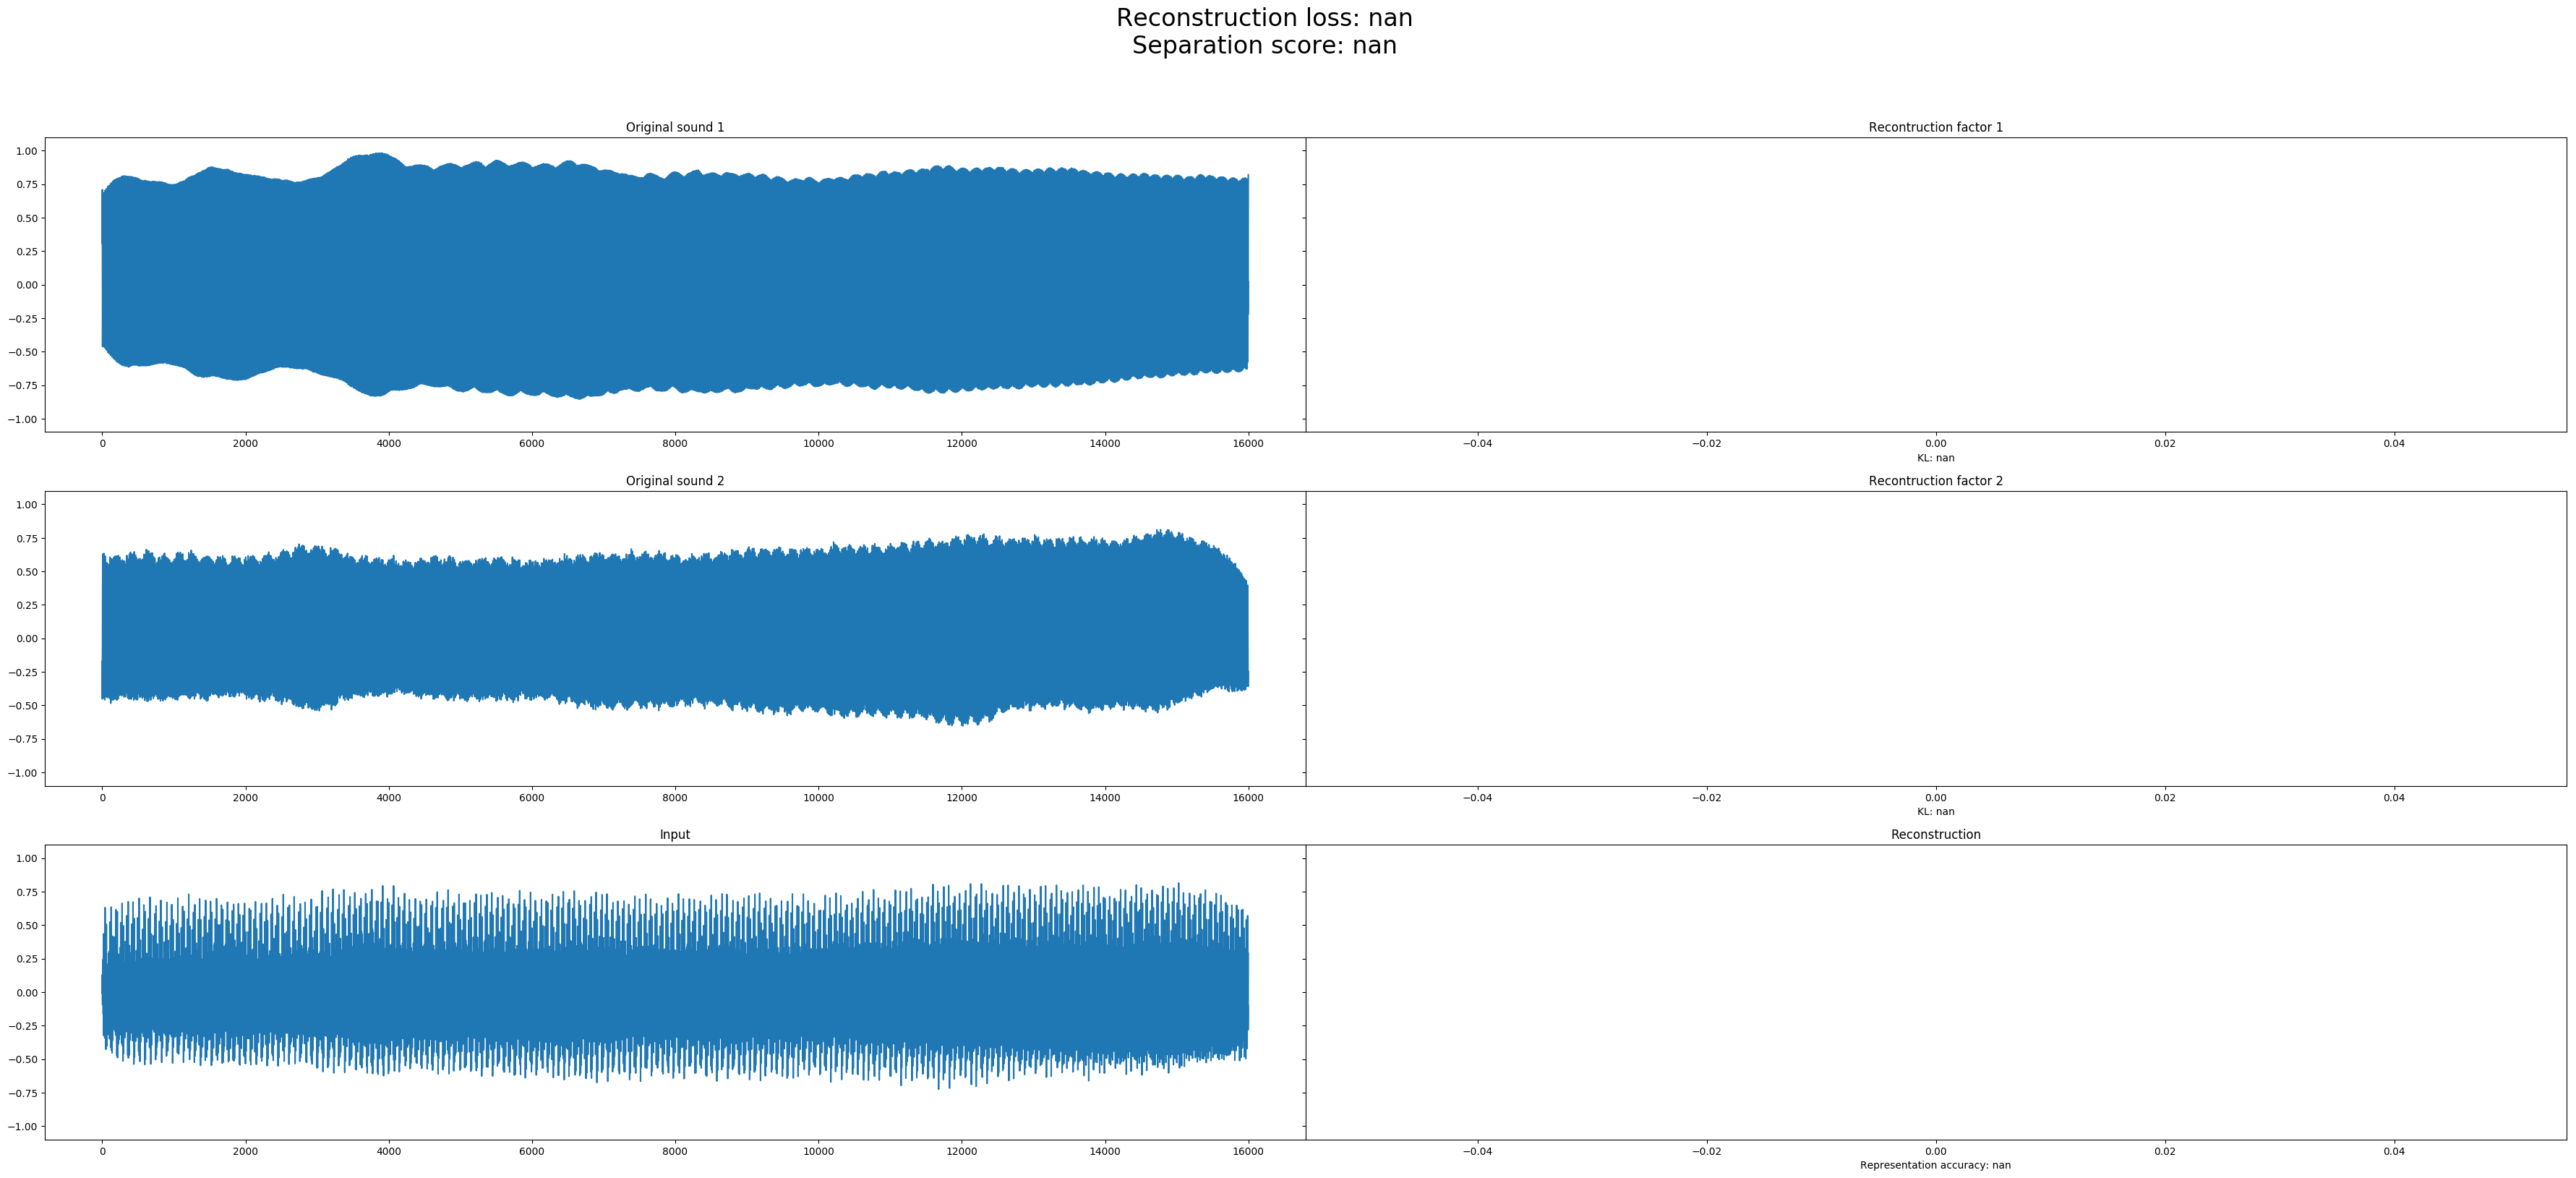 Reconstruction loss: nan
Separation score: nan
Original sound 1
Recontruction factor 1
1.00
0.75
0.50
0.25
0.00
−0.25
−0.50
−0.75
−1.00
0 2000 4000 6000 8000 10000 12000 14000 16000
−0.04 −0.02 0.00 0.02 0.04
KL: nan
Original sound 2
Recontruction factor 2
1.00
0.75
0.50
0.25
0.00
−0.25
−0.50
−0.75
−1.00
0 2000 4000 6000 8000 10000 12000 14000 16000
−0.04 −0.02 0.00 0.02 0.04
KL: nan
Input
Reconstruction
1.00
0.75
0.50
0.25
0.00
−0.25
−0.50
−0.75
−1.00
0 2000 4000 6000 8000 10000 12000 14000 16000
−0.04 −0.02 0.00 0.02 0.04
Representation accuracy: nan